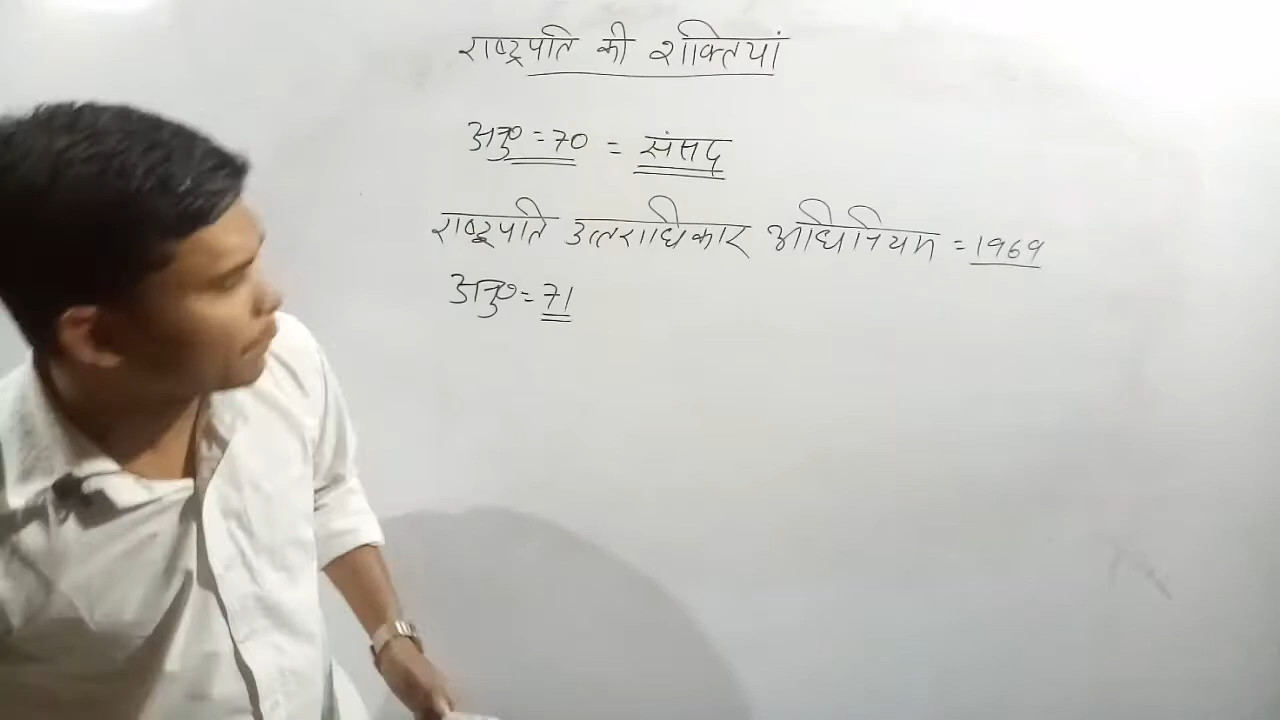 राष्ट्रपति की शक्तियां
अनु० = 70 = संसद
राष्ट्रपति उत्तराधिकार अधिनियम = 1969
अनु० = 71